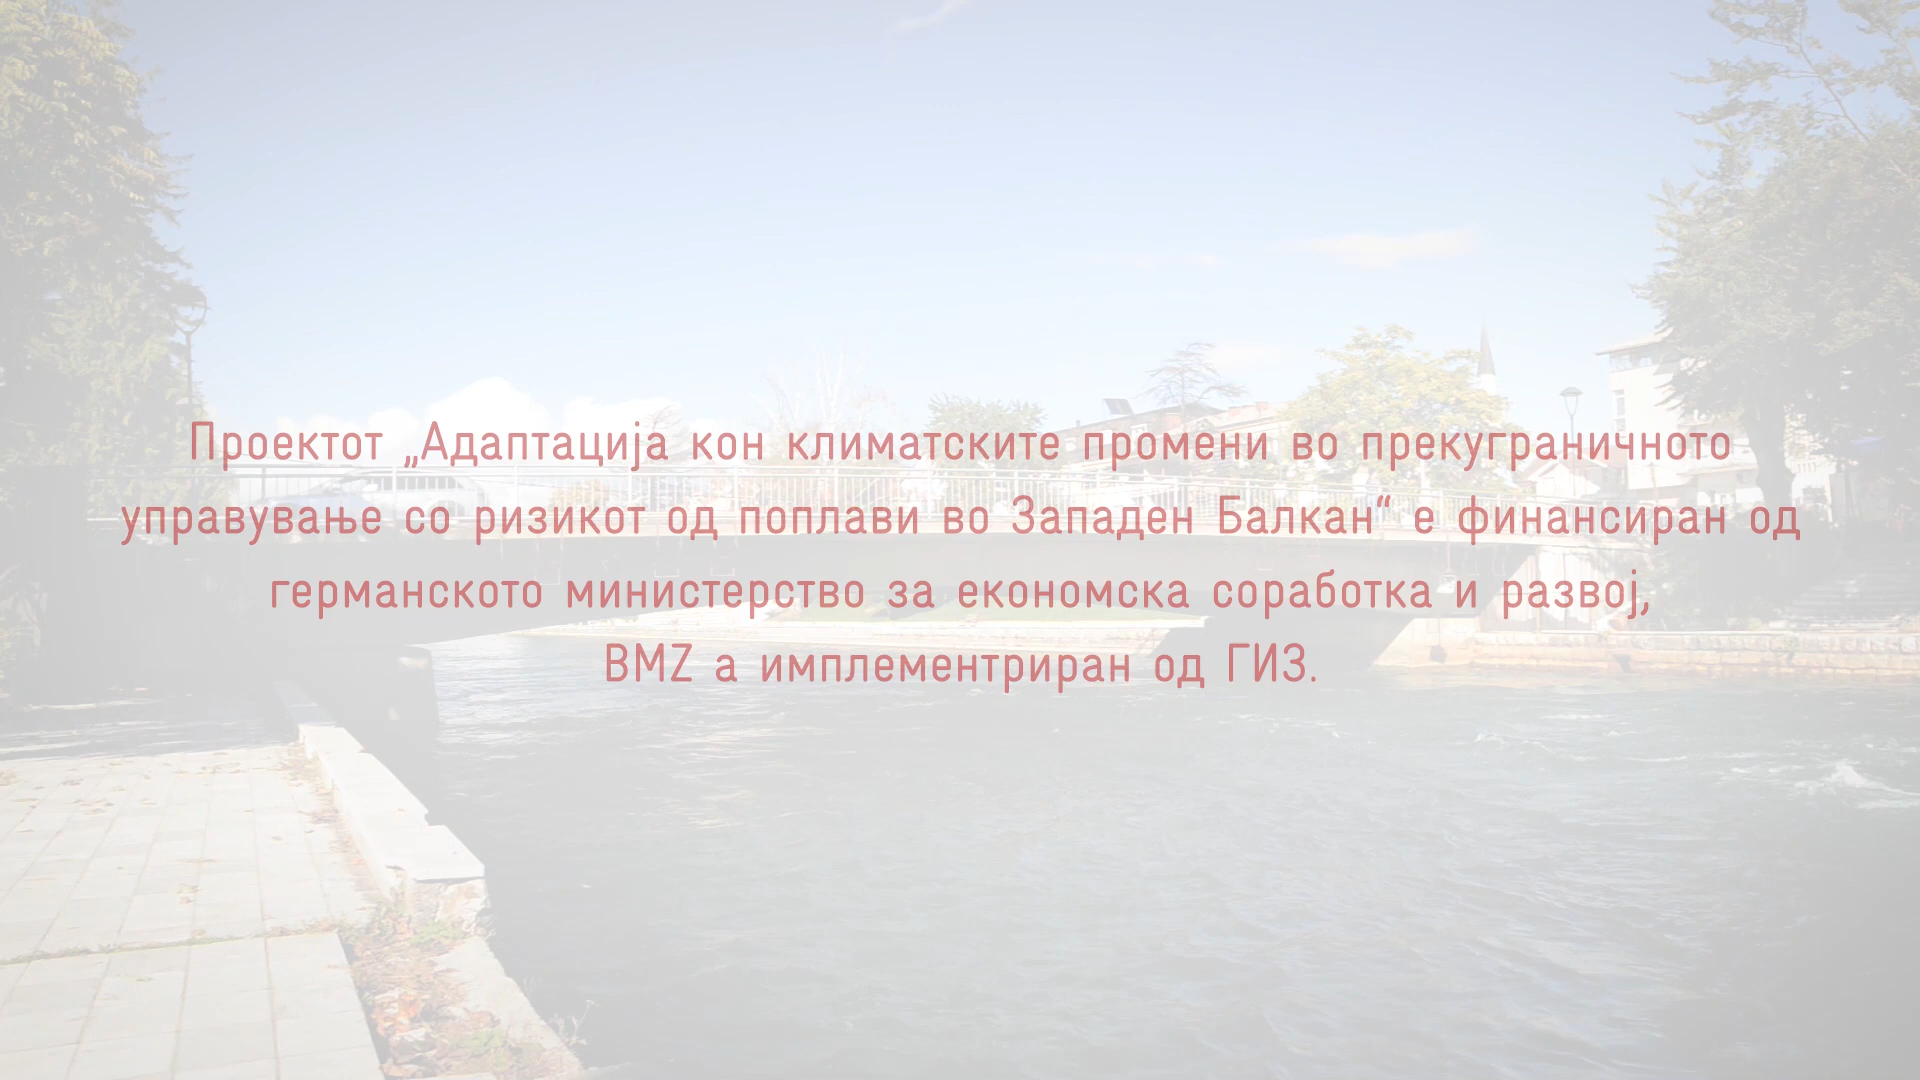 Проектот „Адаптација кон климатските промени во прекуграничното
управување со ризикот од поплави во Западен Балкан“ е финансиран од
германското министерство за економска соработка и развој,
BMZ а имплементриран од ГИЗ.